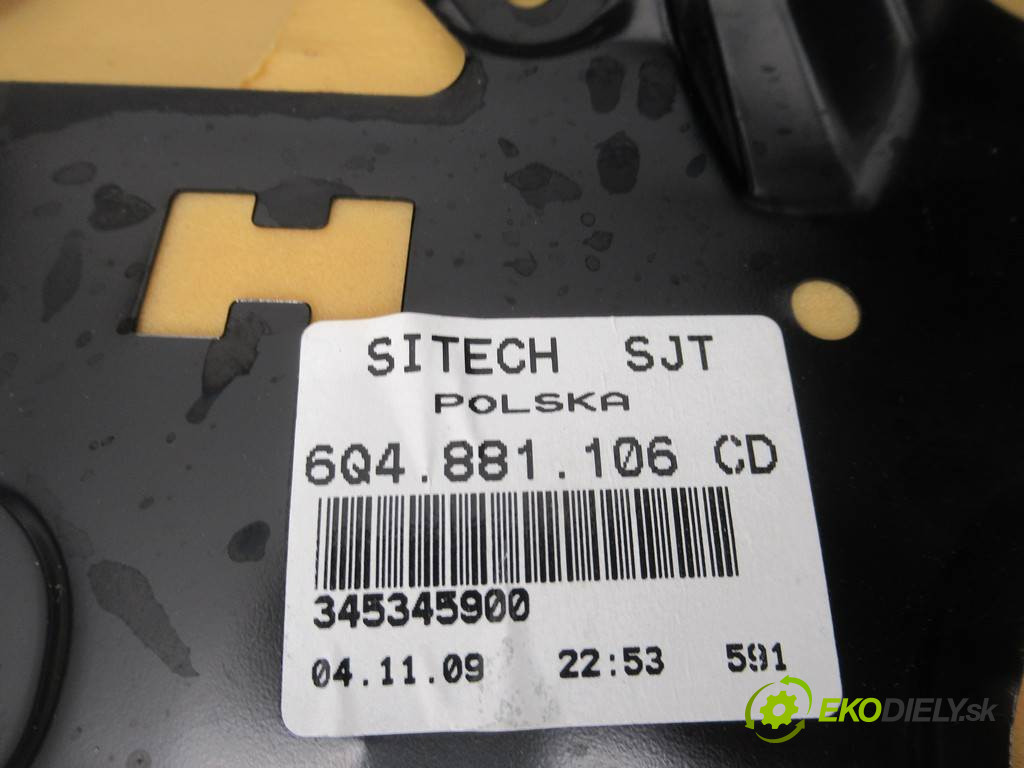 SITECH SJT
POLSKA
6Q4.881.106 CD
345345900
04.11.09 22:53 591
EKODIELY.sk